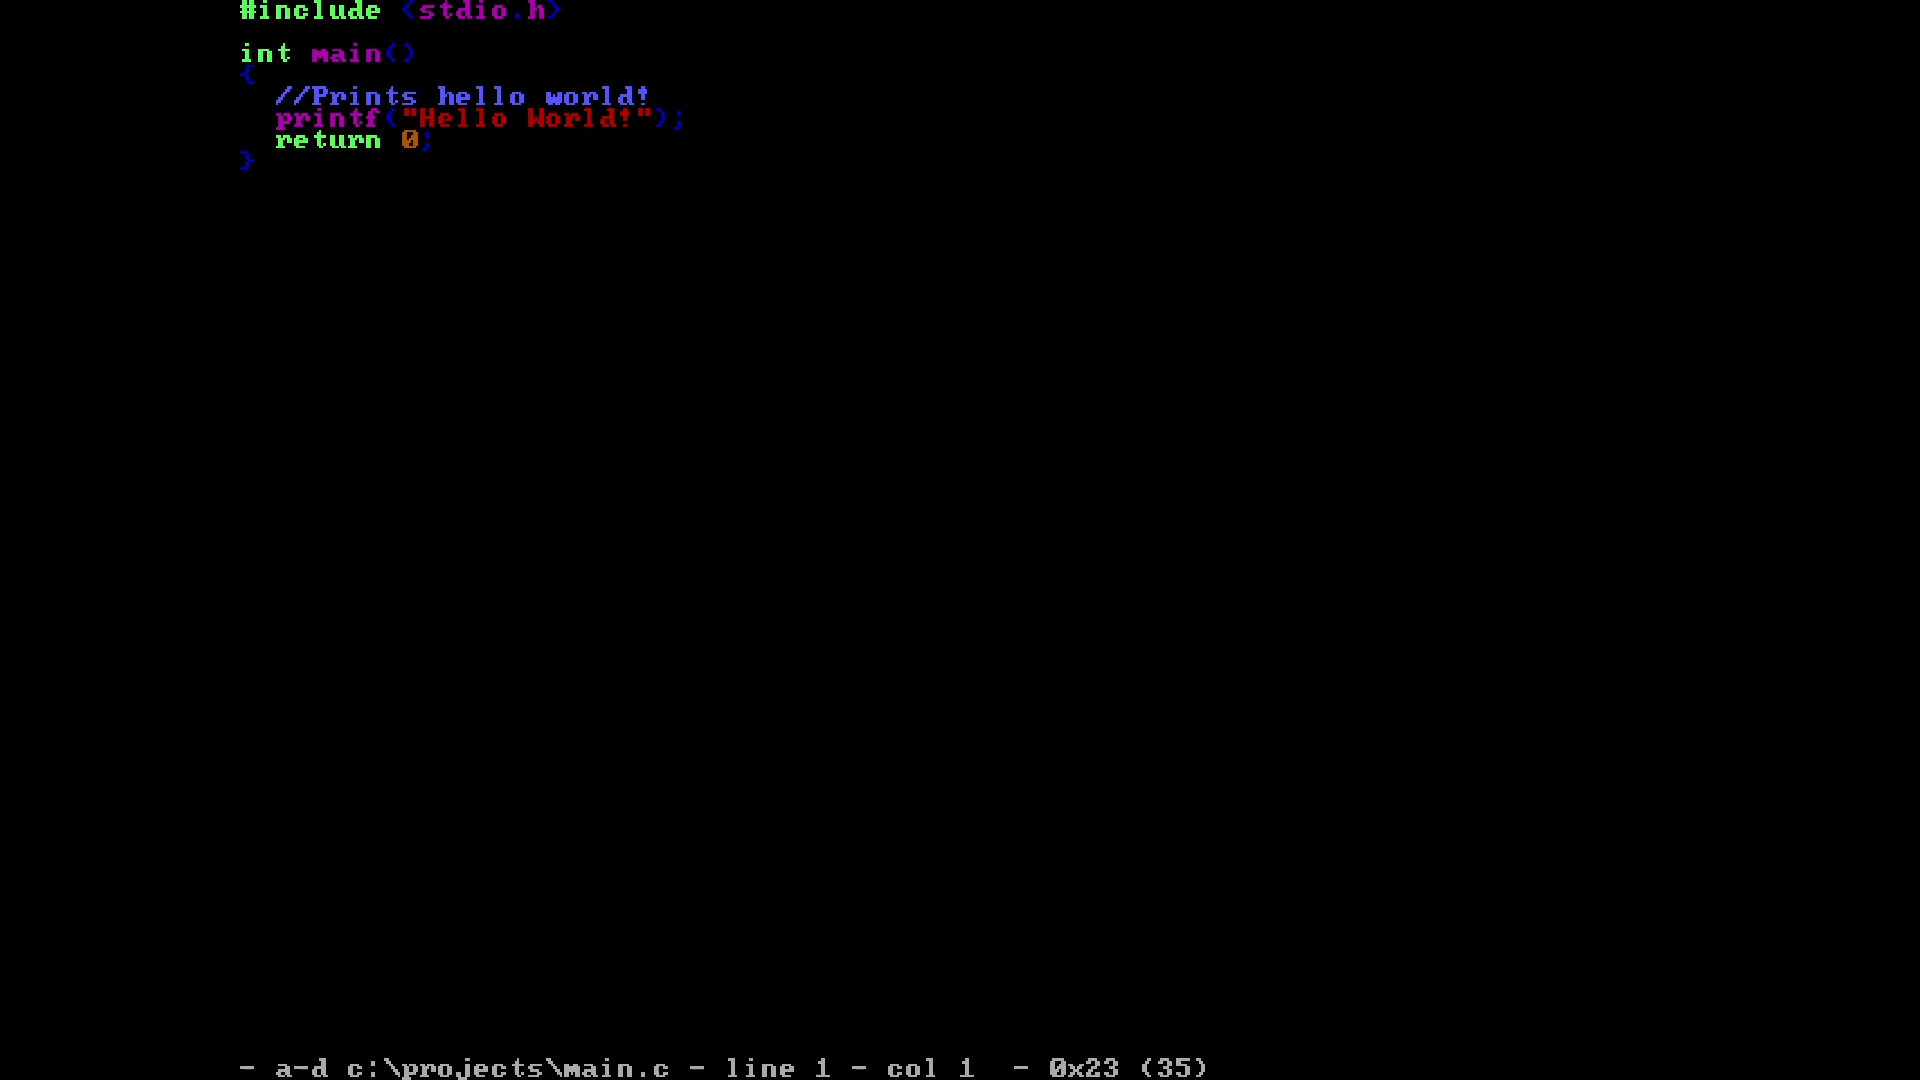 #include <stdio.h>
int main()
{
//Prints hello world!
printf("Hello World!");
return 0;
}
- a-d c:\projects\main.c - line 1 - col 1  - 0x23 (35)